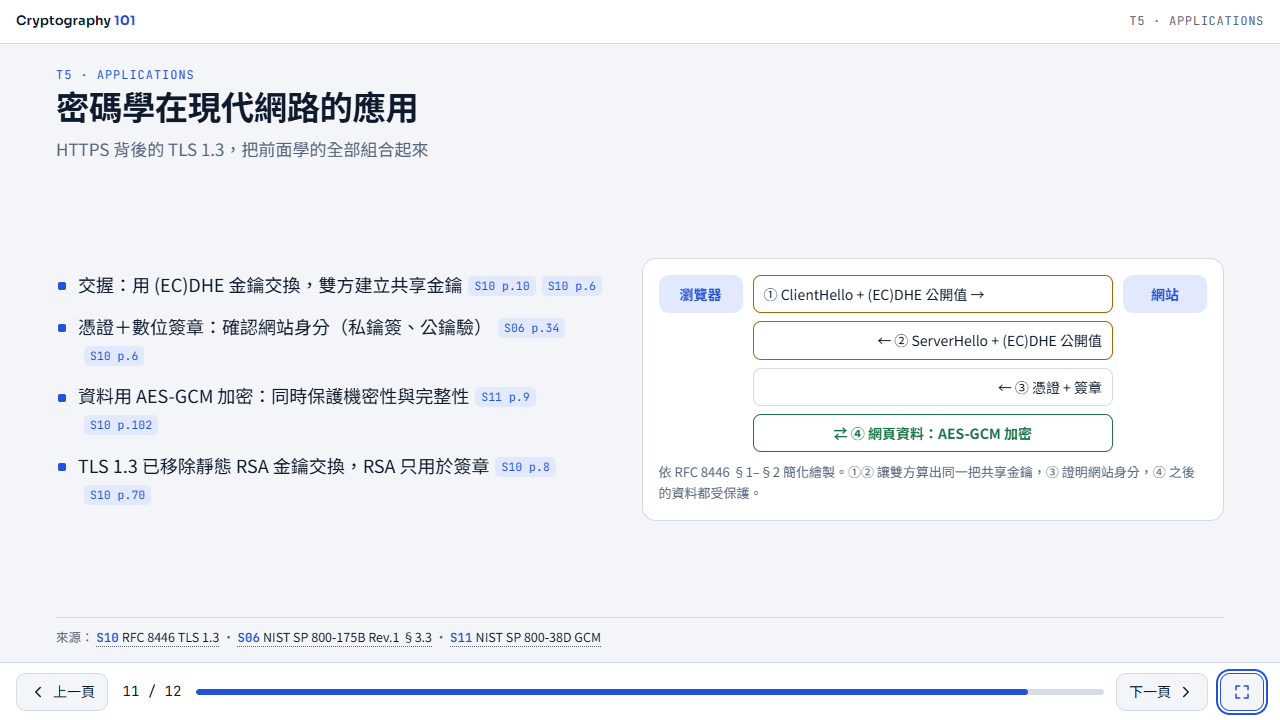 Cryptography 101
T5 · APPLICATIONS
T5 · APPLICATIONS
密碼學在現代網路的應用
HTTPS 背後的 TLS 1.3，把前面學的全部組合起來
交握：用 (EC)DHE 金鑰交換，雙方建立共享金鑰 S10 p.10 S10 p.6
憑證＋數位簽章：確認網站身分（私鑰簽、公鑰驗） S06 p.34
S10 p.6
資料用 AES-GCM 加密：同時保護機密性與完整性 S11 p.9
S10 p.102
TLS 1.3 已移除靜態 RSA 金鑰交換，RSA 只用於簽章 S10 p.8
S10 p.70
瀏覽器
① ClientHello + (EC)DHE 公開值 →
網站
← ② ServerHello + (EC)DHE 公開值
← ③ 憑證 + 簽章
⇄ ④ 網頁資料：AES-GCM 加密
依 RFC 8446 §1–§2 簡化繪製。①② 讓雙方算出同一把共享金鑰，③ 證明網站身分，④ 之後
的資料都受保護。
來源： S10 RFC 8446 TLS 1.3 · S06 NIST SP 800-175B Rev.1 §3.3 · S11 NIST SP 800-38D GCM
上一頁
11 / 12
下一頁